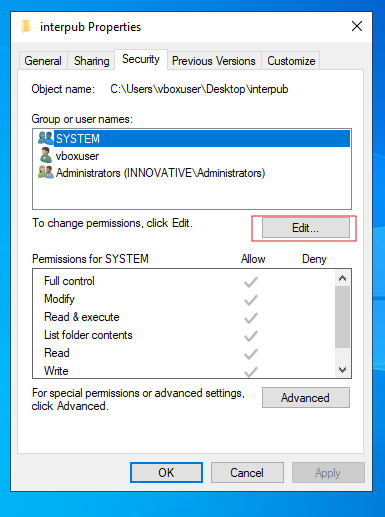 interpub Properties
General Sharing Security Previous Versions Customize
Object name: C:\Users\vboxuser\Desktop\interpub
Group or user names:
SYSTEM
vboxuser
Administrators (INNOVATIVE\Administrators)
To change permissions, click Edit.
Edit...
Permissions for SYSTEM Allow Deny
Full control
Modify
Read & execute
List folder contents
Read
Write
For special permissions or advanced settings,
click Advanced.
Advanced
OK Cancel Apply